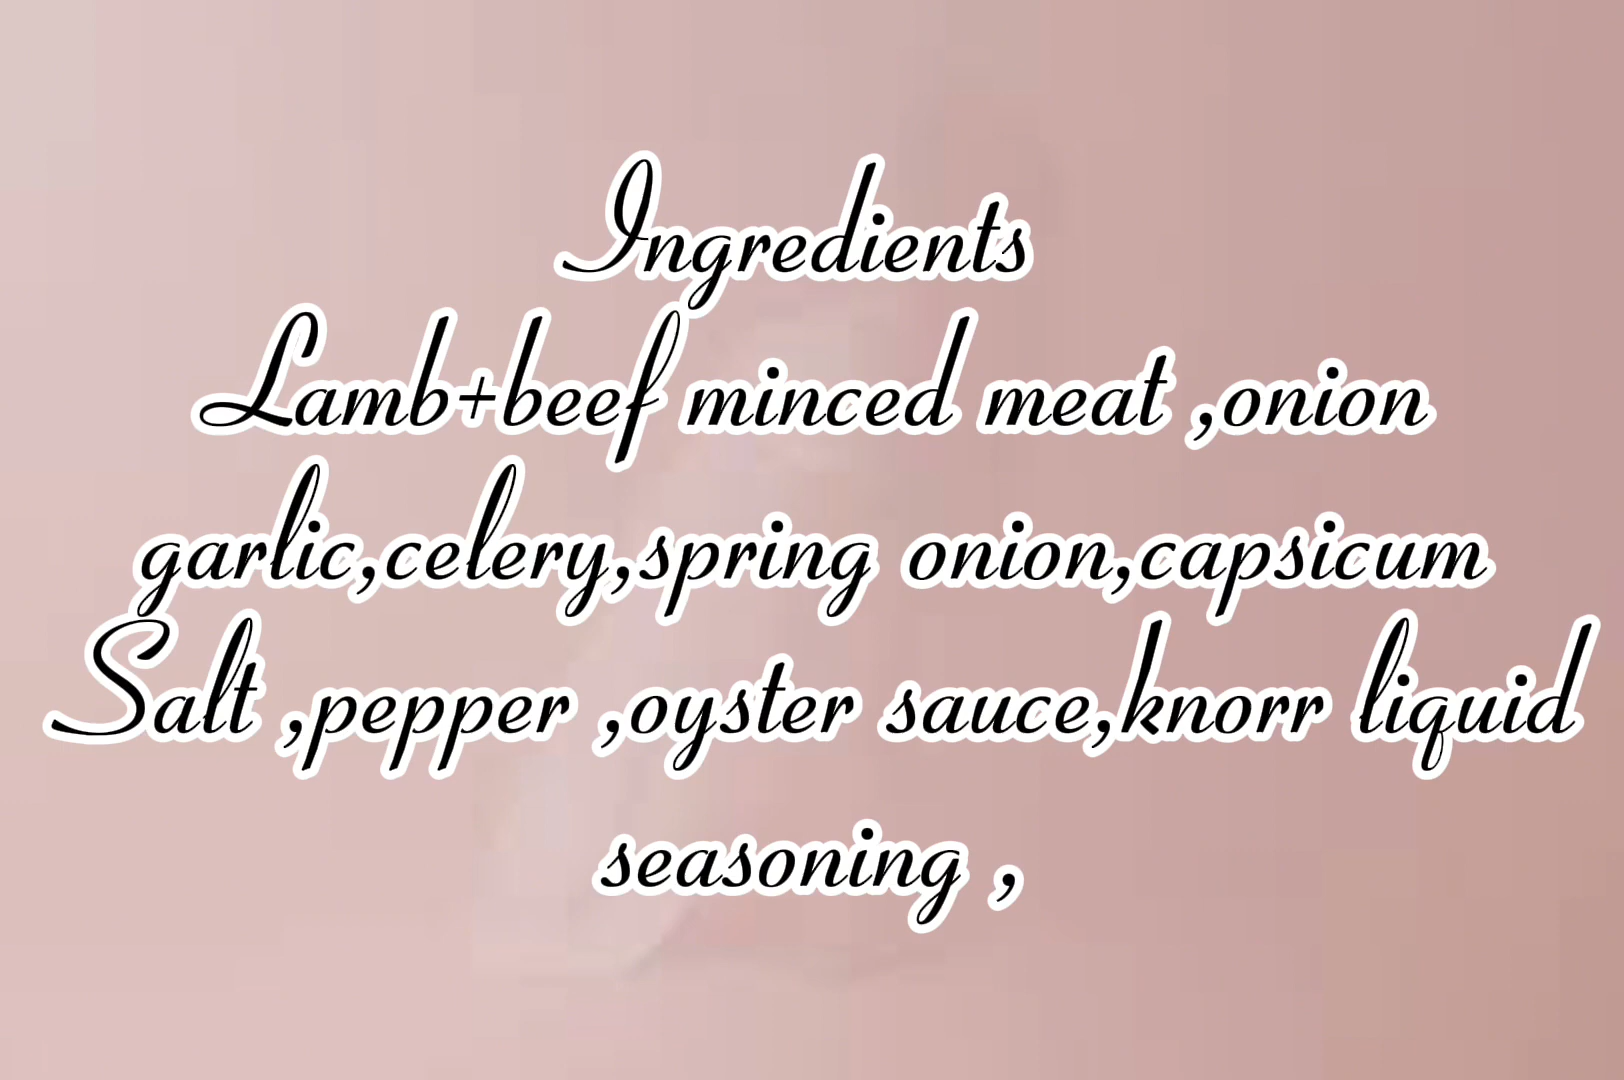 Ingredients
Lamb+beef minced meat ,onion
garlic,celery,spring onion,capsicum
Salt ,pepper ,oyster sauce,knorr liquid
seasoning ,